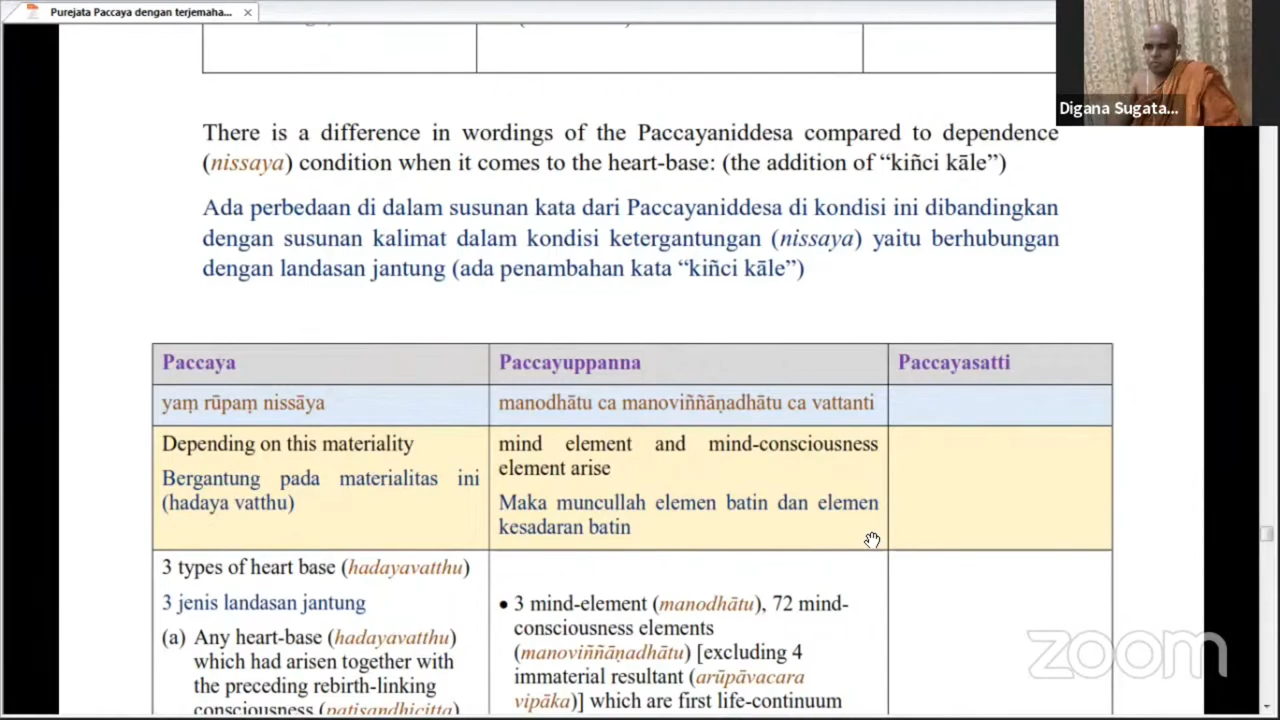 Purejata Paccaya dengan terjemaha...
Digana Sugata...
There is a difference in wordings of the Paccayaniddesa compared to dependence
(nissaya) condition when it comes to the heart-base: (the addition of “kiñci kāle”)
Ada perbedaan di dalam susunan kata dari Paccayaniddesa di kondisi ini dibandingkan
dengan susunan kalimat dalam kondisi ketergantungan (nissaya) yaitu berhubungan
dengan landasan jantung (ada penambahan kata “kiñci kāle”)
Paccaya
Paccayuppanna
Paccayasatti
yaṃ rūpaṃ nissāya
manodhātu ca manoviññāṇadhātu ca vattanti
Depending on this materiality
Bergantung pada materialitas ini
(hadaya vatthu)
mind element and mind-consciousness
element arise
Maka muncullah elemen batin dan elemen
kesadaran batin
3 types of heart base (hadayavatthu)
3 jenis landasan jantung
(a) Any heart-base (hadayavatthu)
which had arisen together with
the preceding rebirth-linking
consciousness (paṭisandhicitta)
• 3 mind-element (manodhātu), 72 mind-
consciousness elements
(manoviññāṇadhātu) [excluding 4
immaterial resultant (arūpāvacara
vipāka)] which are first life-continuum
zoom